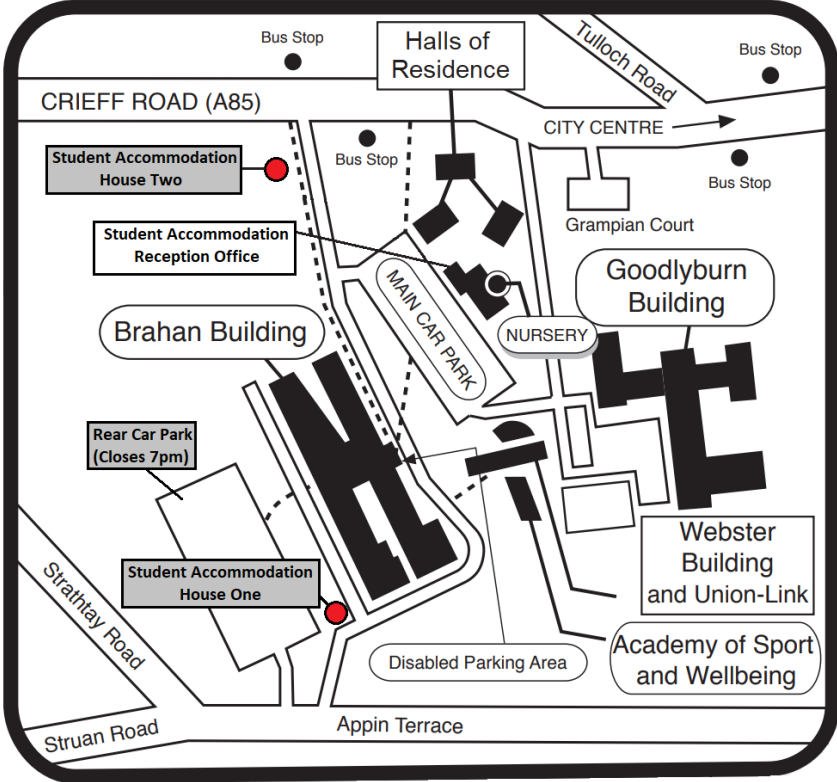 Bus Stop
Halls of
Residence
Tulloch Road
Bus Stop
CRIEFF ROAD (A85)
CITY CENTRE
Student Accommodation
House Two
Bus Stop
Bus Stop
Grampian Court
Student Accommodation
Reception Office
MAIN CAR PARK
Goodlyburn
Building
Brahan Building
NURSERY
Rear Car Park
(Closes 7pm)
Student Accommodation
House One
Webster
Building
and Union-Link
Strathtay Road
Disabled Parking Area
Academy of Sport
and Wellbeing
Struan Road
Appin Terrace